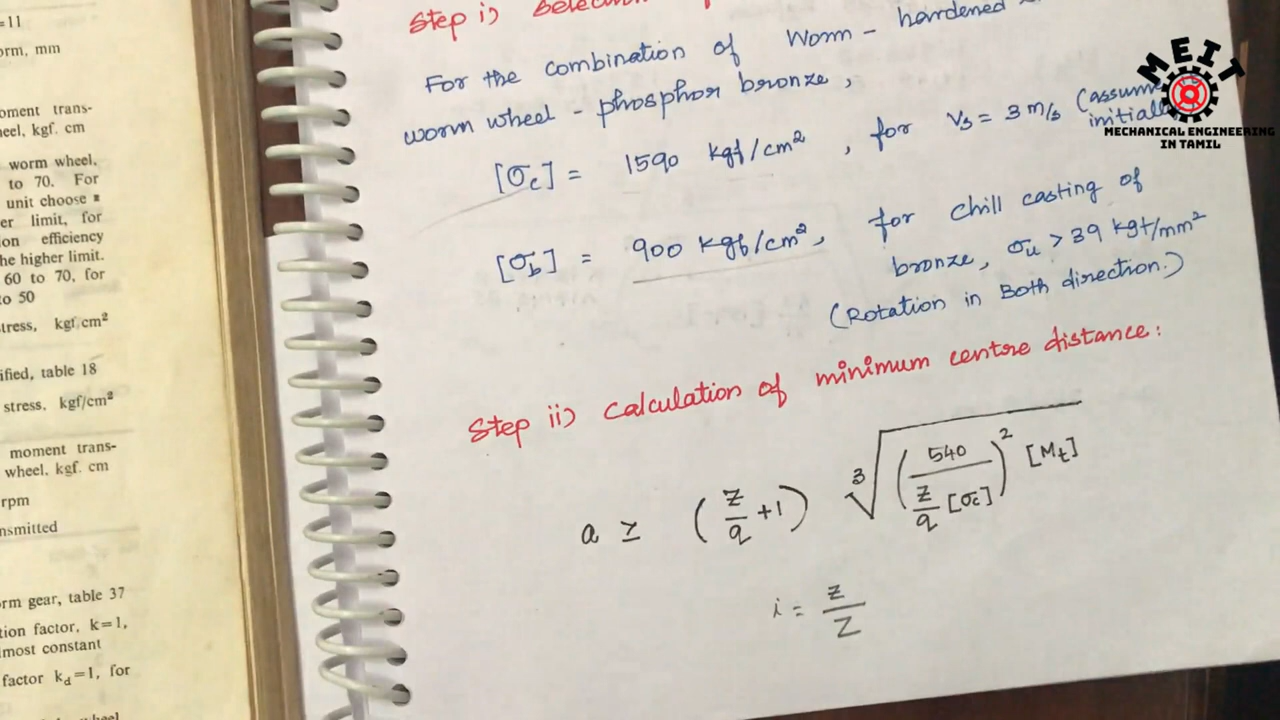 =11
orm, mm
oment trans-
eel, kgf. cm
worm wheel.
to 70. For
unit choose
er limit, for
on efficiency
he higher limit.
60 to 70, for
to 50
tress, kgf/cm²
ified, table 18
stress, kgf/cm²
moment trans-
wheel. kgf. cm
rpm
nsmitted
rm gear, table 37
tion factor, k=1,
lmost constant
factor k_d=1, for
wheel
Step i)
For the combination of Worm - hardened
worm wheel - phosphor bronze,
[σc] = 1590 kgf/cm², for Vs = 3 m/s (assume
initially
[σb] = 900 kgf/cm², for chill casting of
bronze, σu > 39 kgf/mm²
(Rotation in Both direction.)
Step ii) Calculation of minimum centre distance:
a ≥ (z/q + 1) ∛((540 / (z/q [σc]))² [Mt])
i = z/Z
MEIT
MECHANICAL ENGINEERING
IN TAMIL